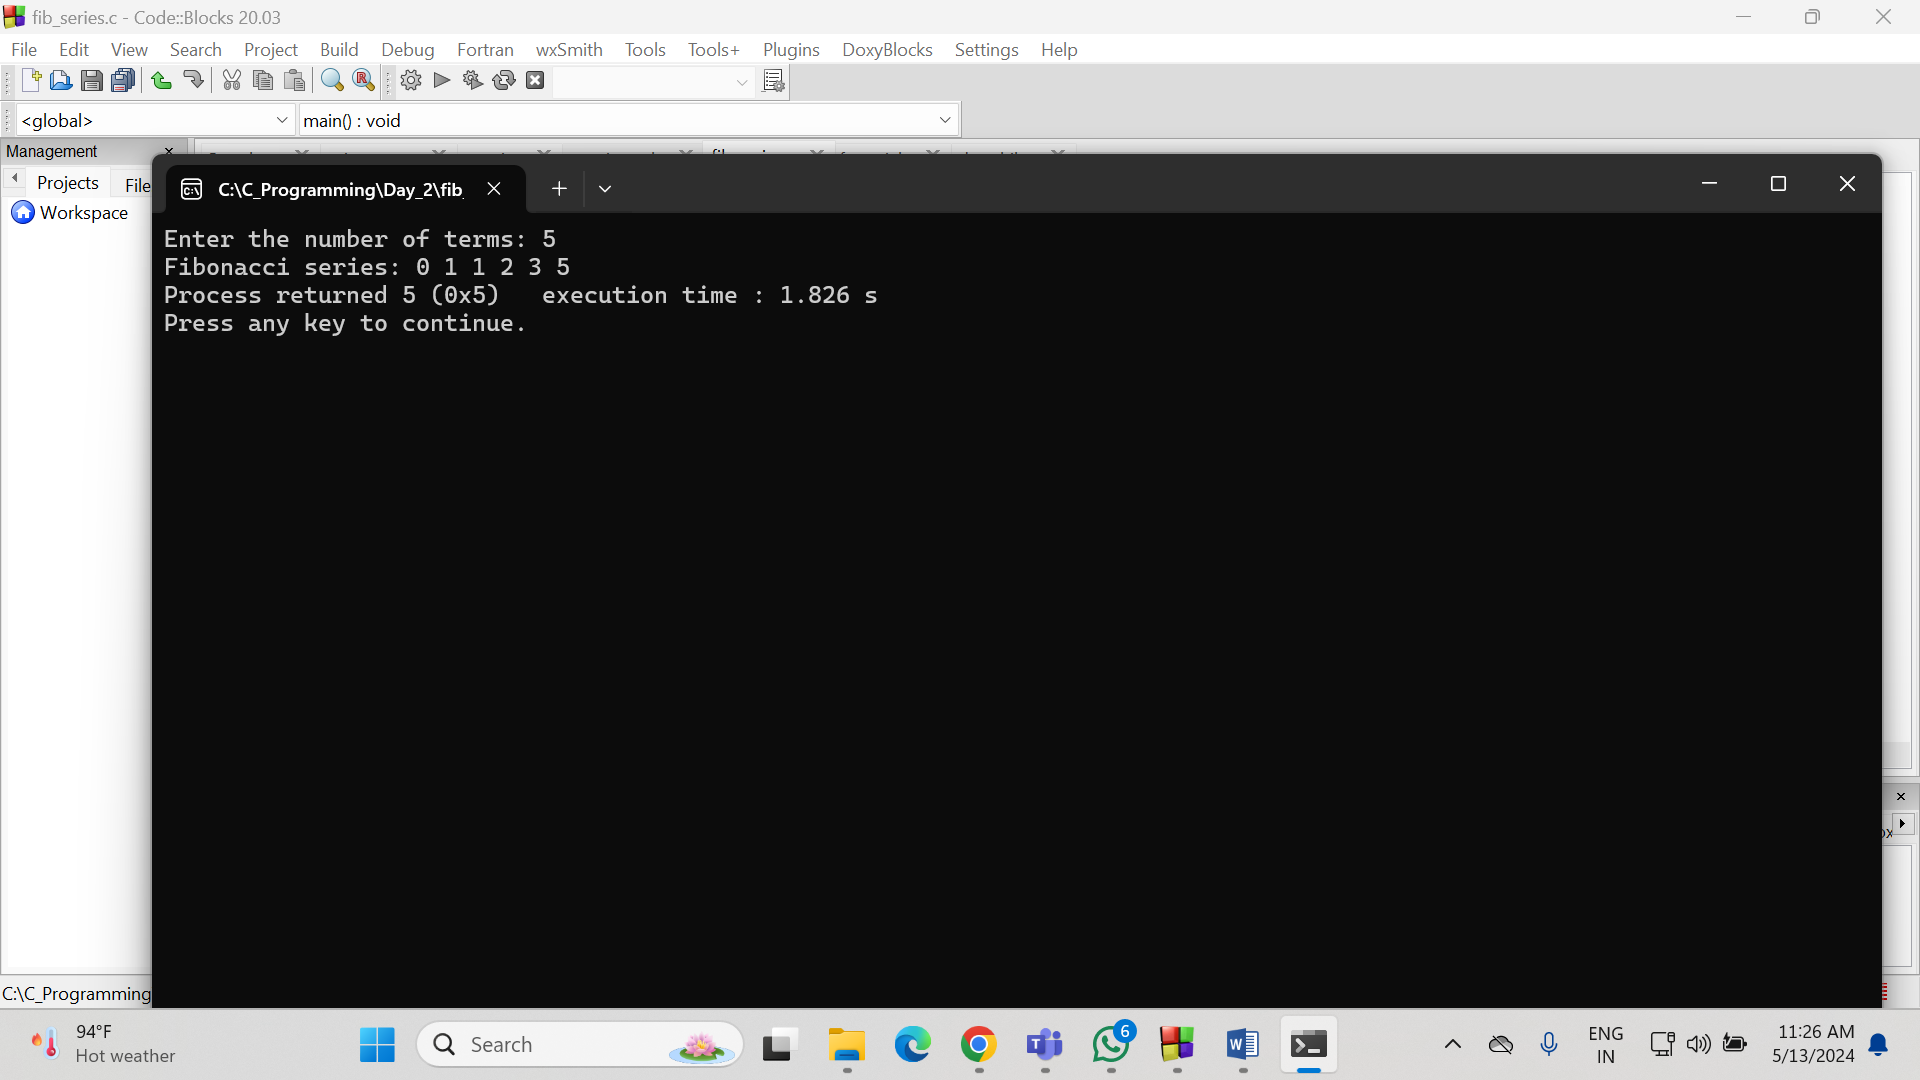 fib_series.c - Code::Blocks 20.03
File Edit View Search Project Build Debug Fortran wxSmith Tools Tools+ Plugins DoxyBlocks Settings Help
<global> main() : void
Management
Projects File
Workspace
C:\C_Programming\Day_2\fib_
Enter the number of terms: 5
Fibonacci series: 0 1 1 2 3 5
Process returned 5 (0x5)   execution time : 1.826 s
Press any key to continue.
C:\C_Programming
94°F
Hot weather
Search
6
ENG
IN
11:26 AM
5/13/2024